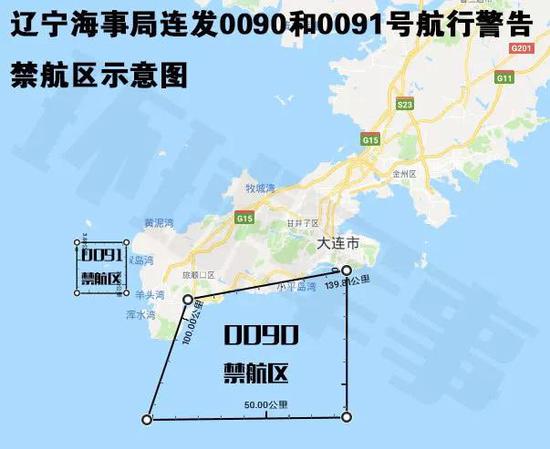 辽宁海事局连发0090和0091号航行警告
禁航区示意图
G201
S23
G15
金州区
牧城湾
G15
甘井子区
黄泥湾
大连市
0091
禁航区
双岛湾
旅顺口区
小平岛湾
139.81公里
羊头湾
浑水湾
100.00公里
0090
禁航区
50.00公里